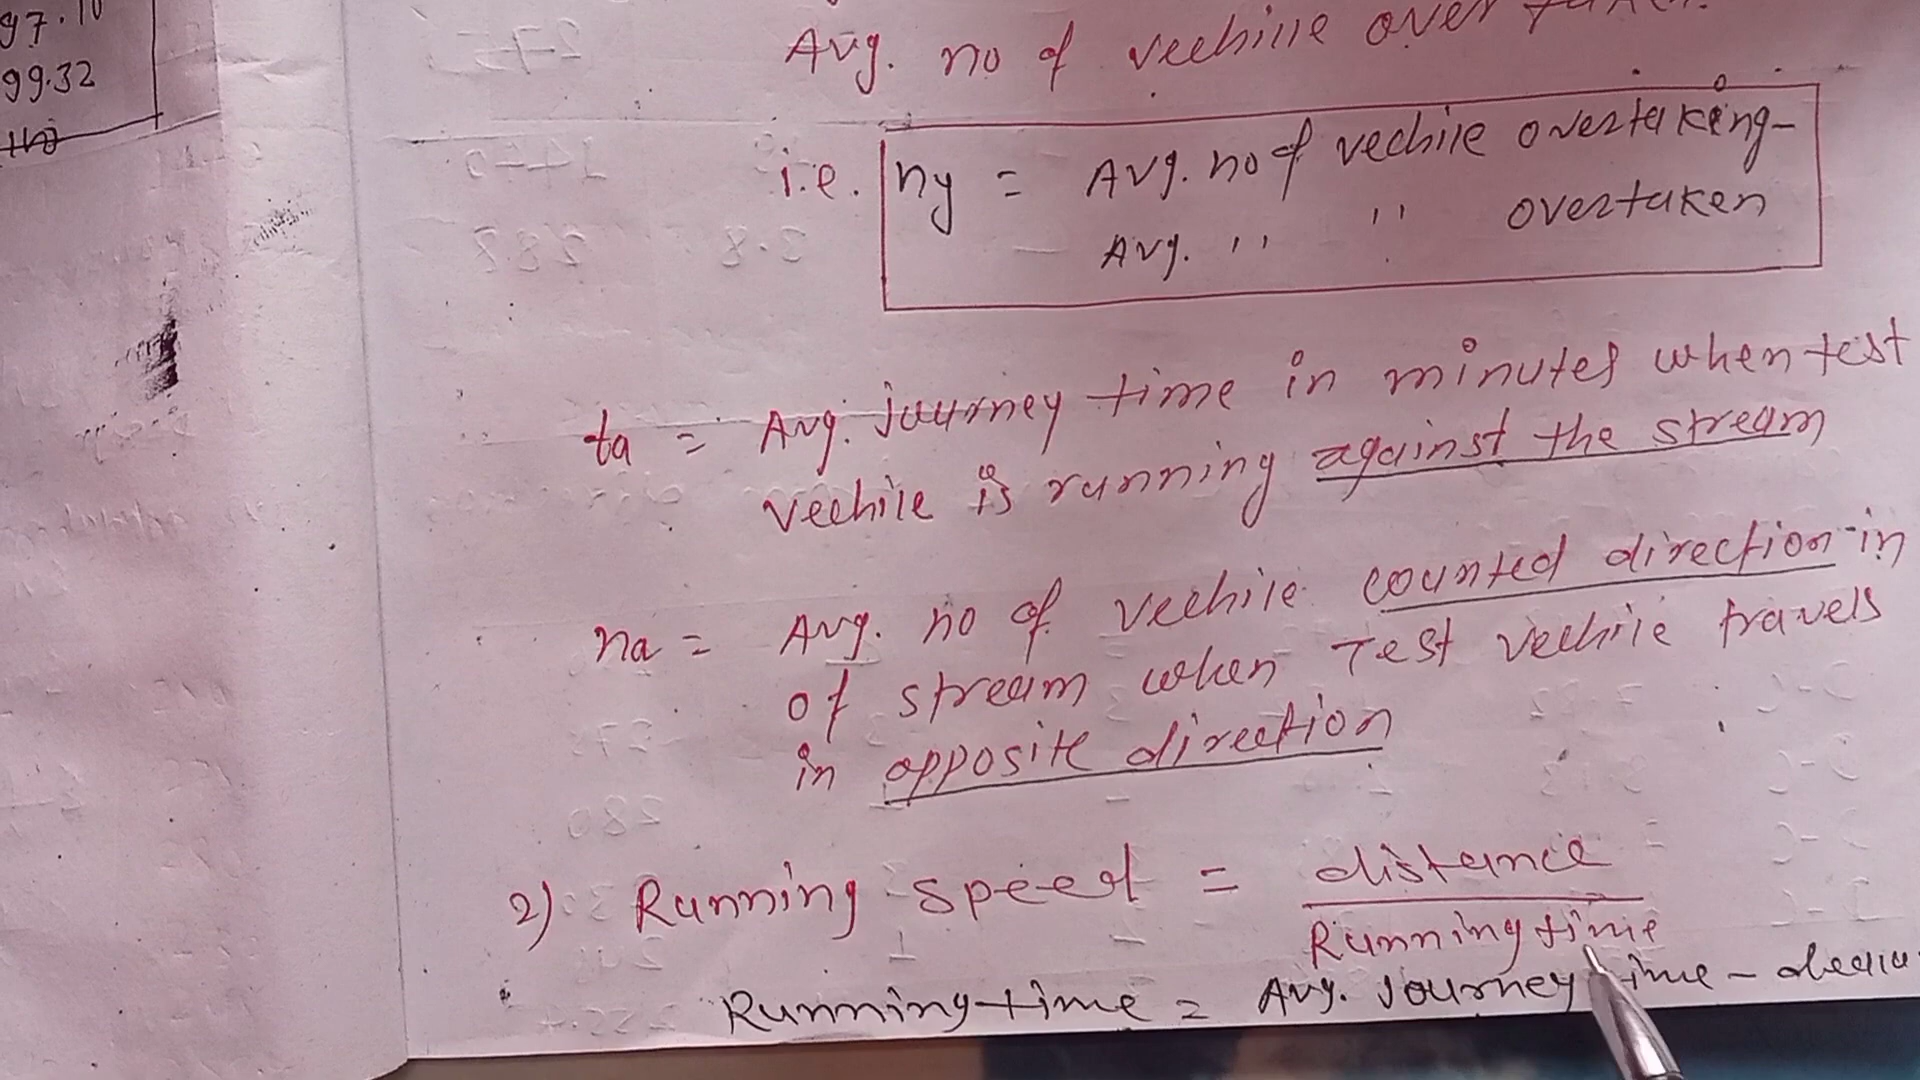 97.10
99.32
Avg. no of vechile over taken.
i.e. ny = Avg. no of vechile overtaking-
Avg. '' '' overtaken
ta = Avg. journey time in minutes when test
vechile is running against the stream
na = Avg. no of vechile counted direction in
of stream when Test vechile travels
in opposite direction
2) Running speed = distance
Running time
Running time = Avg. Journey time -